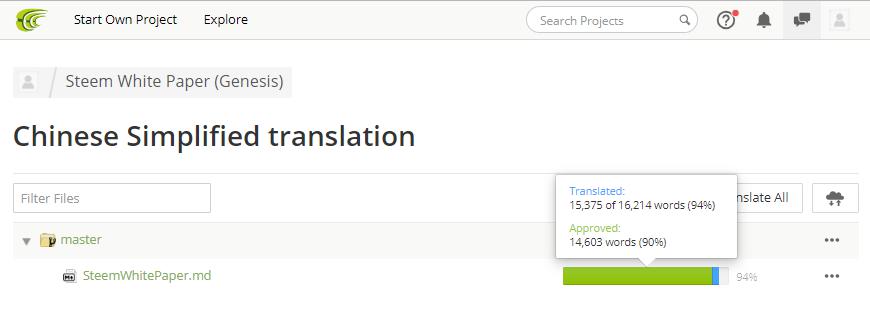 Start Own Project
Explore
Search Projects
Steem White Paper (Genesis)
Chinese Simplified translation
Filter Files
Translated:
15,375 of 16,214 words (94%)
Approved:
14,603 words (90%)
nslate All
master
SteemWhitePaper.md
94%